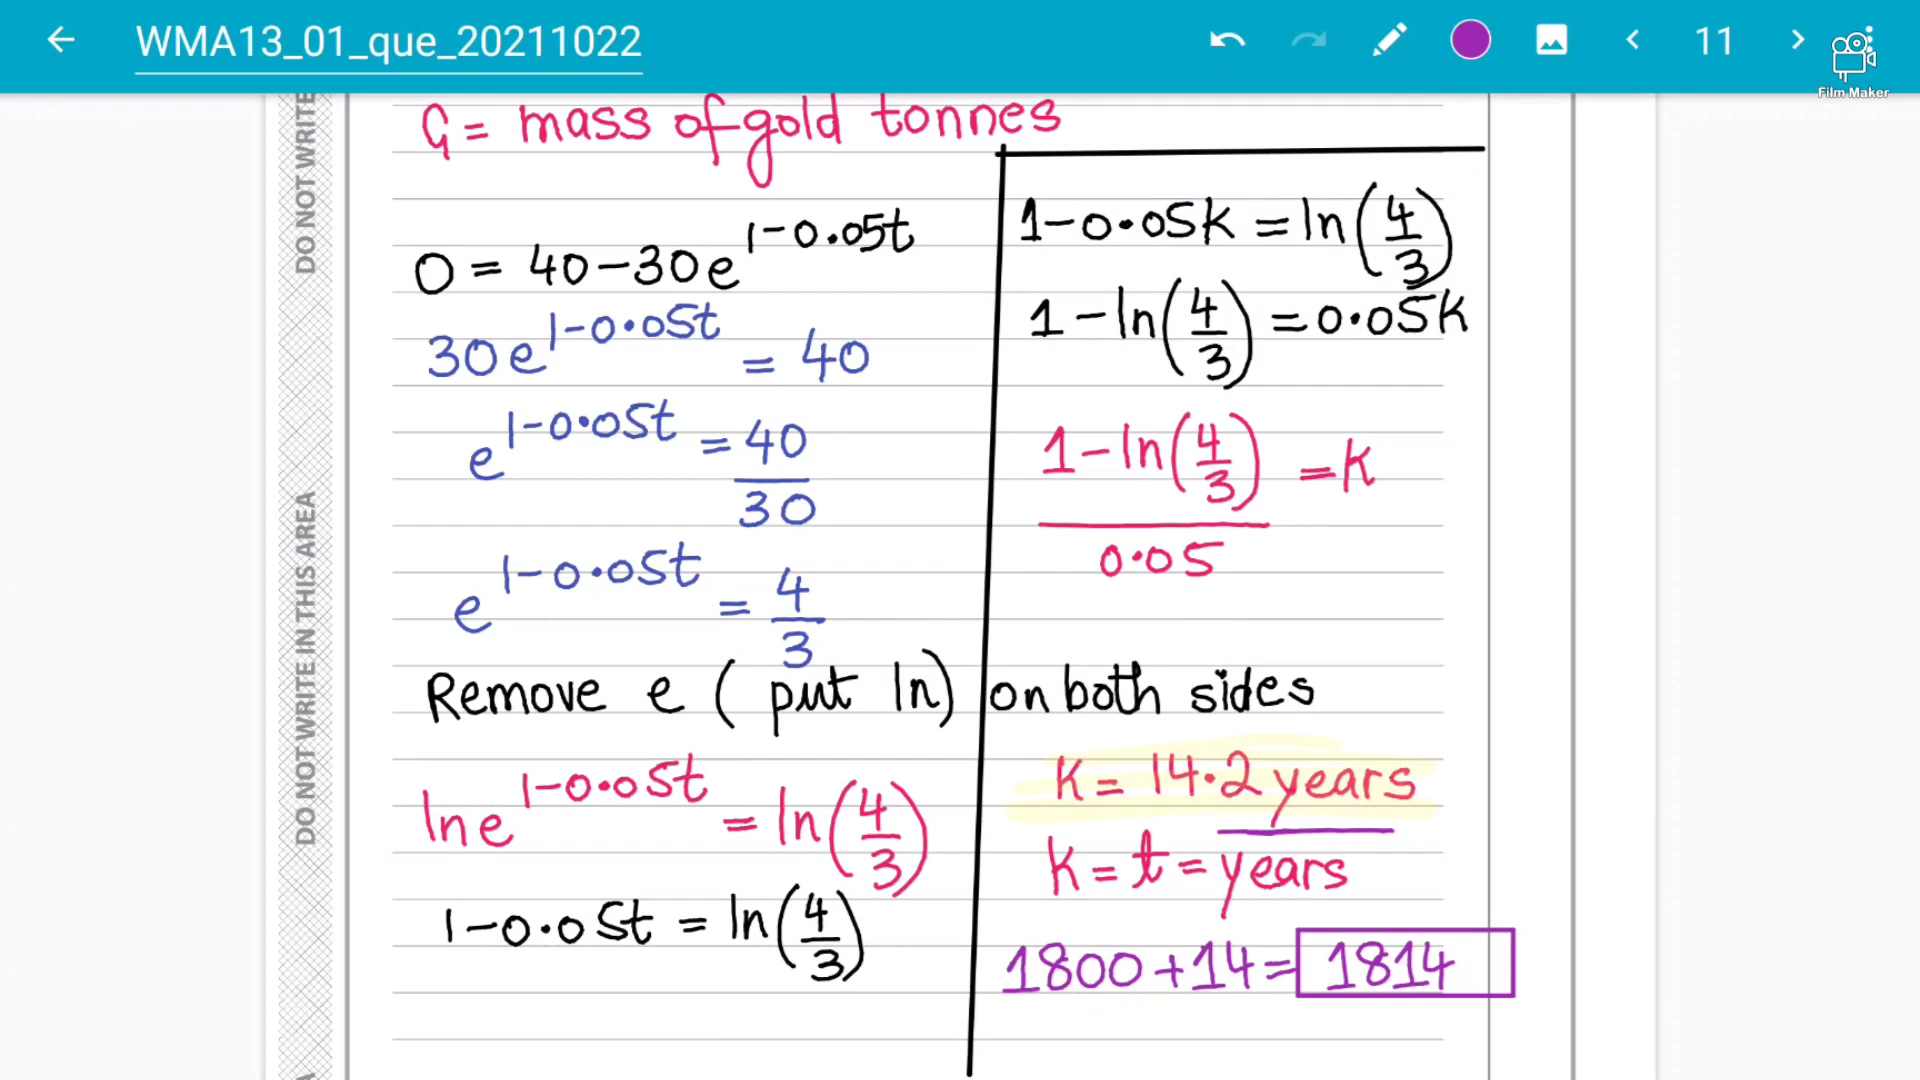 WMA13_01_que_20211022
11
Film Maker
DO NOT WRITE
DO NOT WRITE IN THIS AREA
G = mass of gold tonnes
0 = 40 - 30e^{1-0.05t}
30e^{1-0.05t} = 40
e^{1-0.05t} = 40/30
e^{1-0.05t} = 4/3
Remove e ( put ln) on both sides
ln e^{1-0.05t} = ln(4/3)
1-0.05t = ln(4/3)
1-0.05k = ln(4/3)
1-ln(4/3) = 0.05k
1-ln(4/3) / 0.05 = k
k = 14.2 years
k = t = years
1800+14= 1814